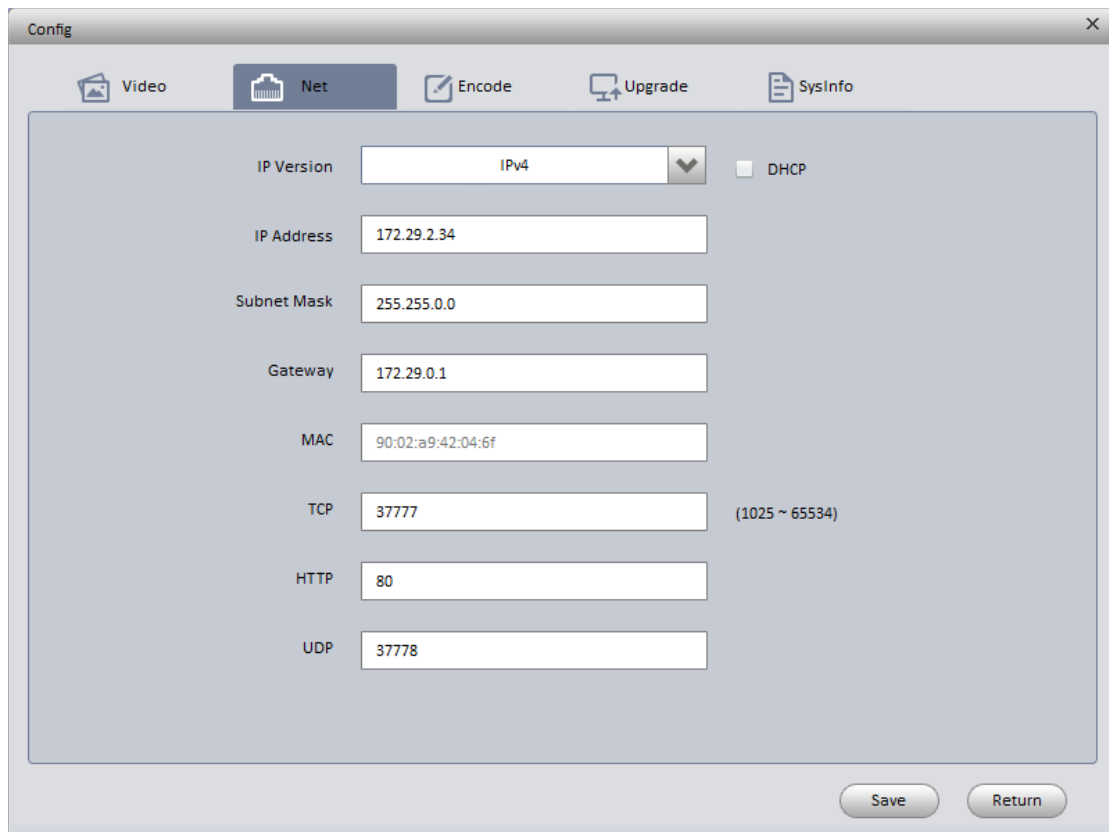 Config
Video Net Encode Upgrade SysInfo
IP Version IPv4 DHCP
IP Address 172.29.2.34
Subnet Mask 255.255.0.0
Gateway 172.29.0.1
MAC 90:02:a9:42:04:6f
TCP 37777 (1025 ~ 65534)
HTTP 80
UDP 37778
Save Return